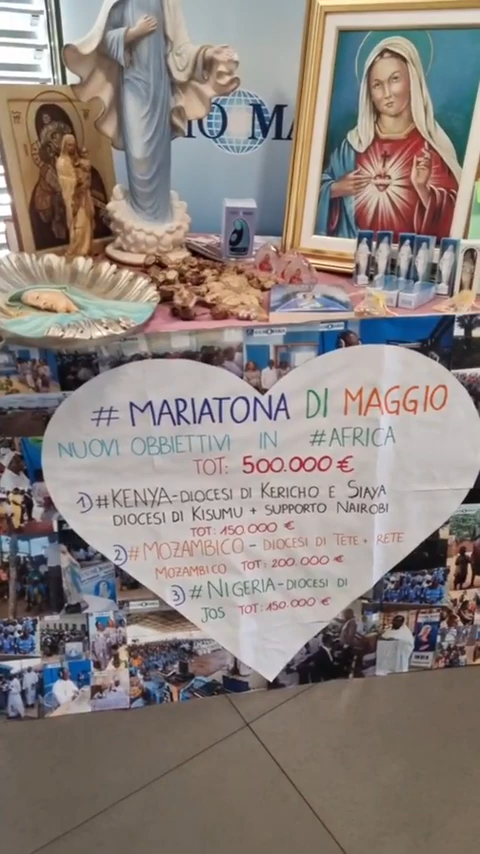 IO MA
# MARIATONA DI MAGGIO
NUOVI OBBIETTIVI IN #AFRICA
TOT: 500.000 €
1) #KENYA - DIOCESI DI KERICHO E SIAYA
DIOCESI DI KISUMU + SUPPORTO NAIROBI
TOT: 150.000 €
2) #MOZAMBICO - DIOCESI DI TETE + RETE
MOZAMBICO TOT: 200.000 €
3) #NIGERIA - DIOCESI DI
JOS TOT: 150.000 €